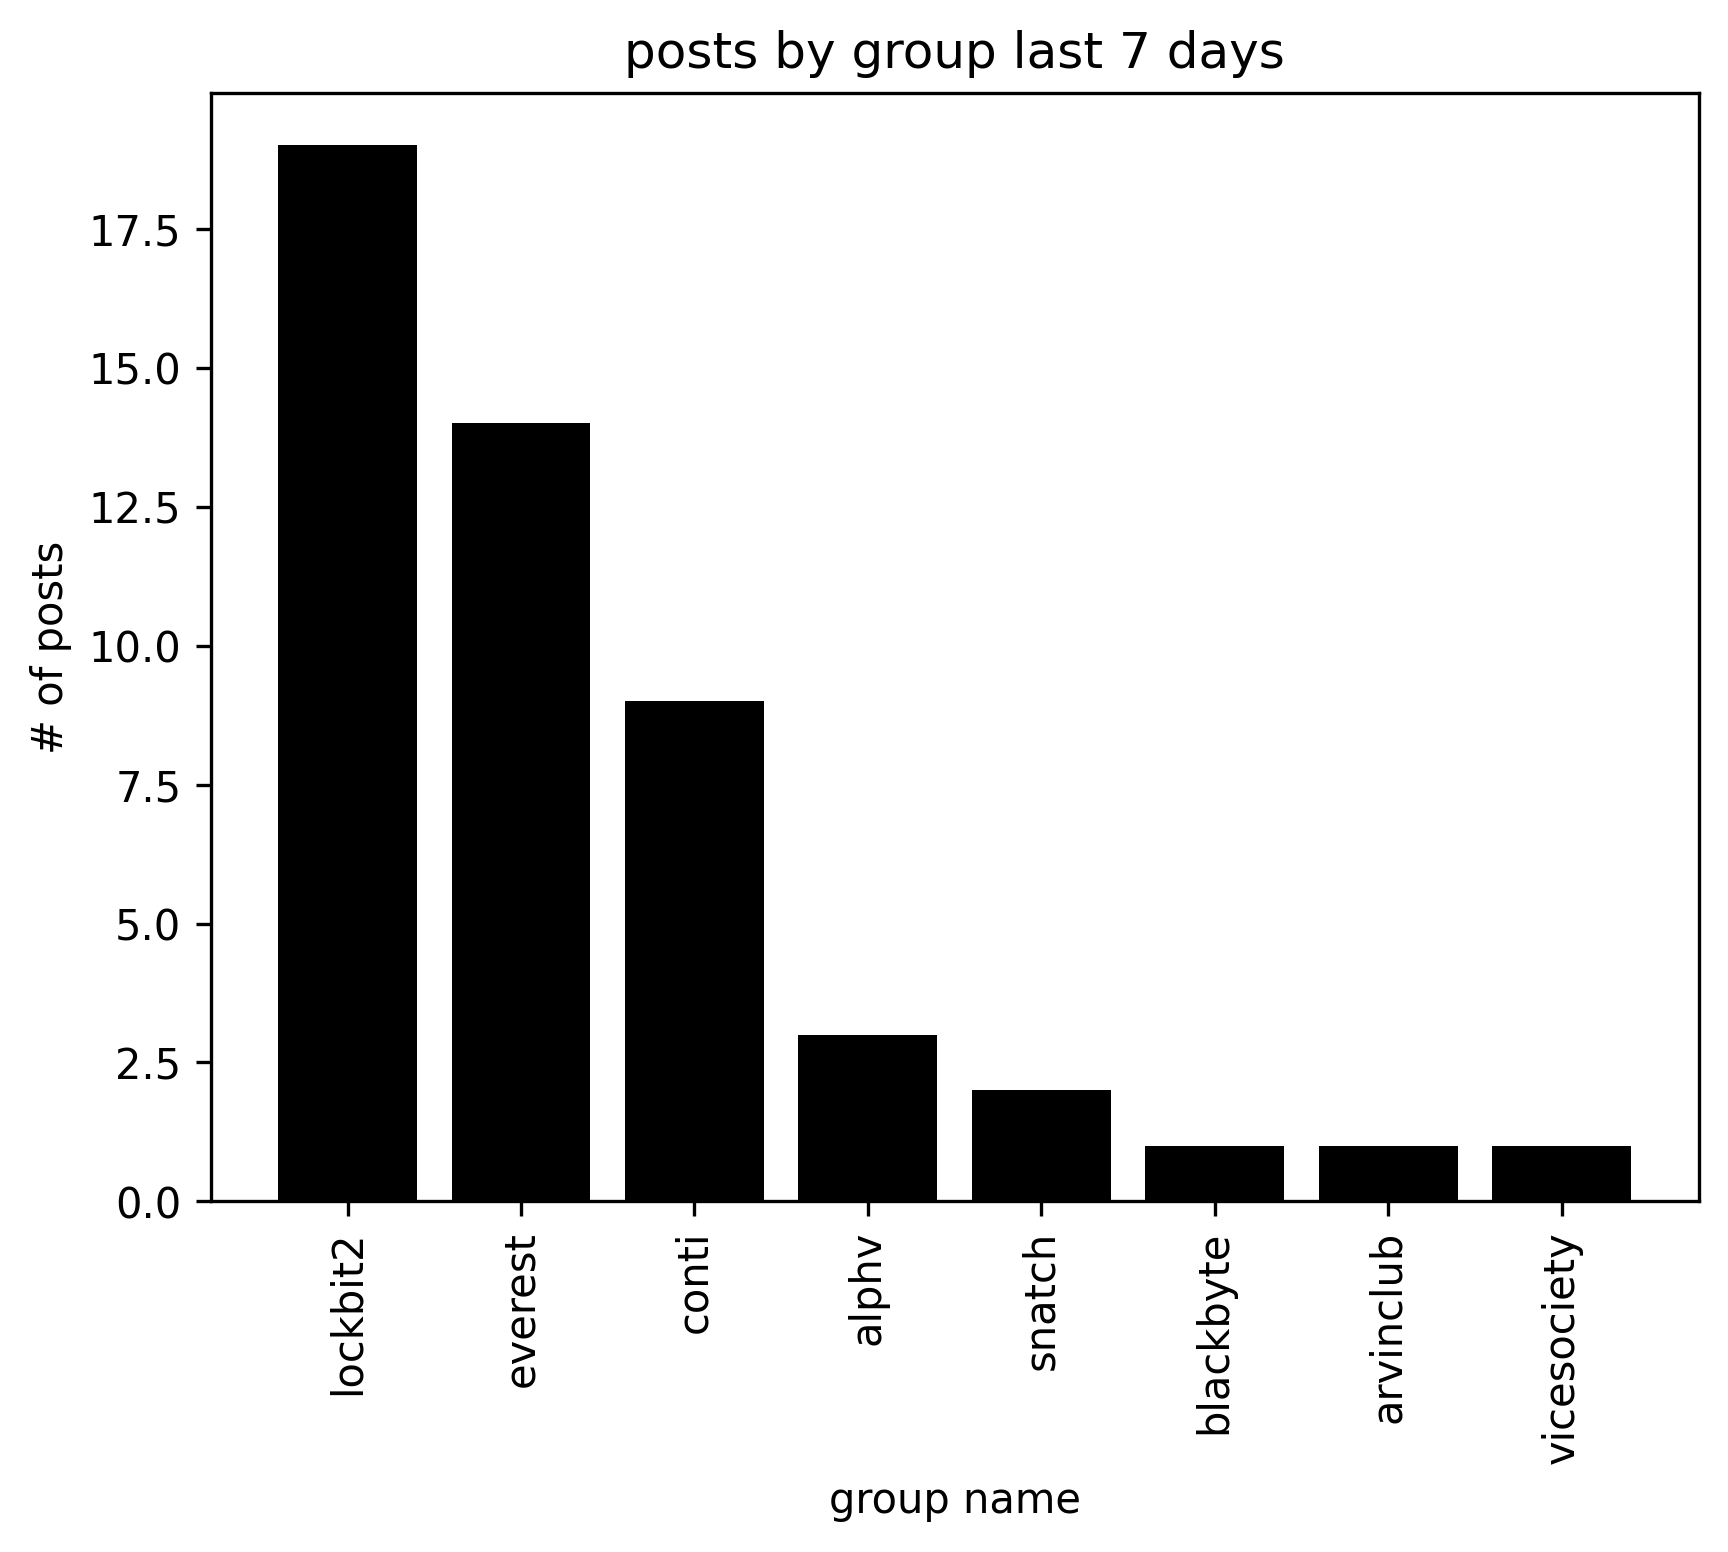 posts by group last 7 days
# of posts
17.5
15.0
12.5
10.0
7.5
5.0
2.5
0.0
lockbit2
everest
conti
alphv
snatch
blackbyte
arvinclub
vicesociety
group name